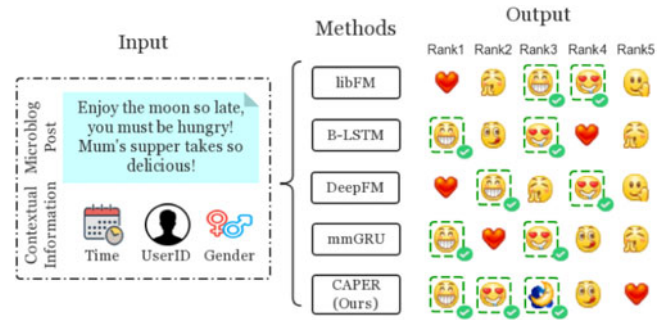 Input
Methods
Output
Rank1 Rank2 Rank3 Rank4 Rank5
Microblog
Post
Enjoy the moon so late,
you must be hungry!
Mum's supper takes so
delicious!
Contextual
Information
Time UserID Gender
libFM
B-LSTM
DeepFM
mmGRU
CAPER
(Ours)